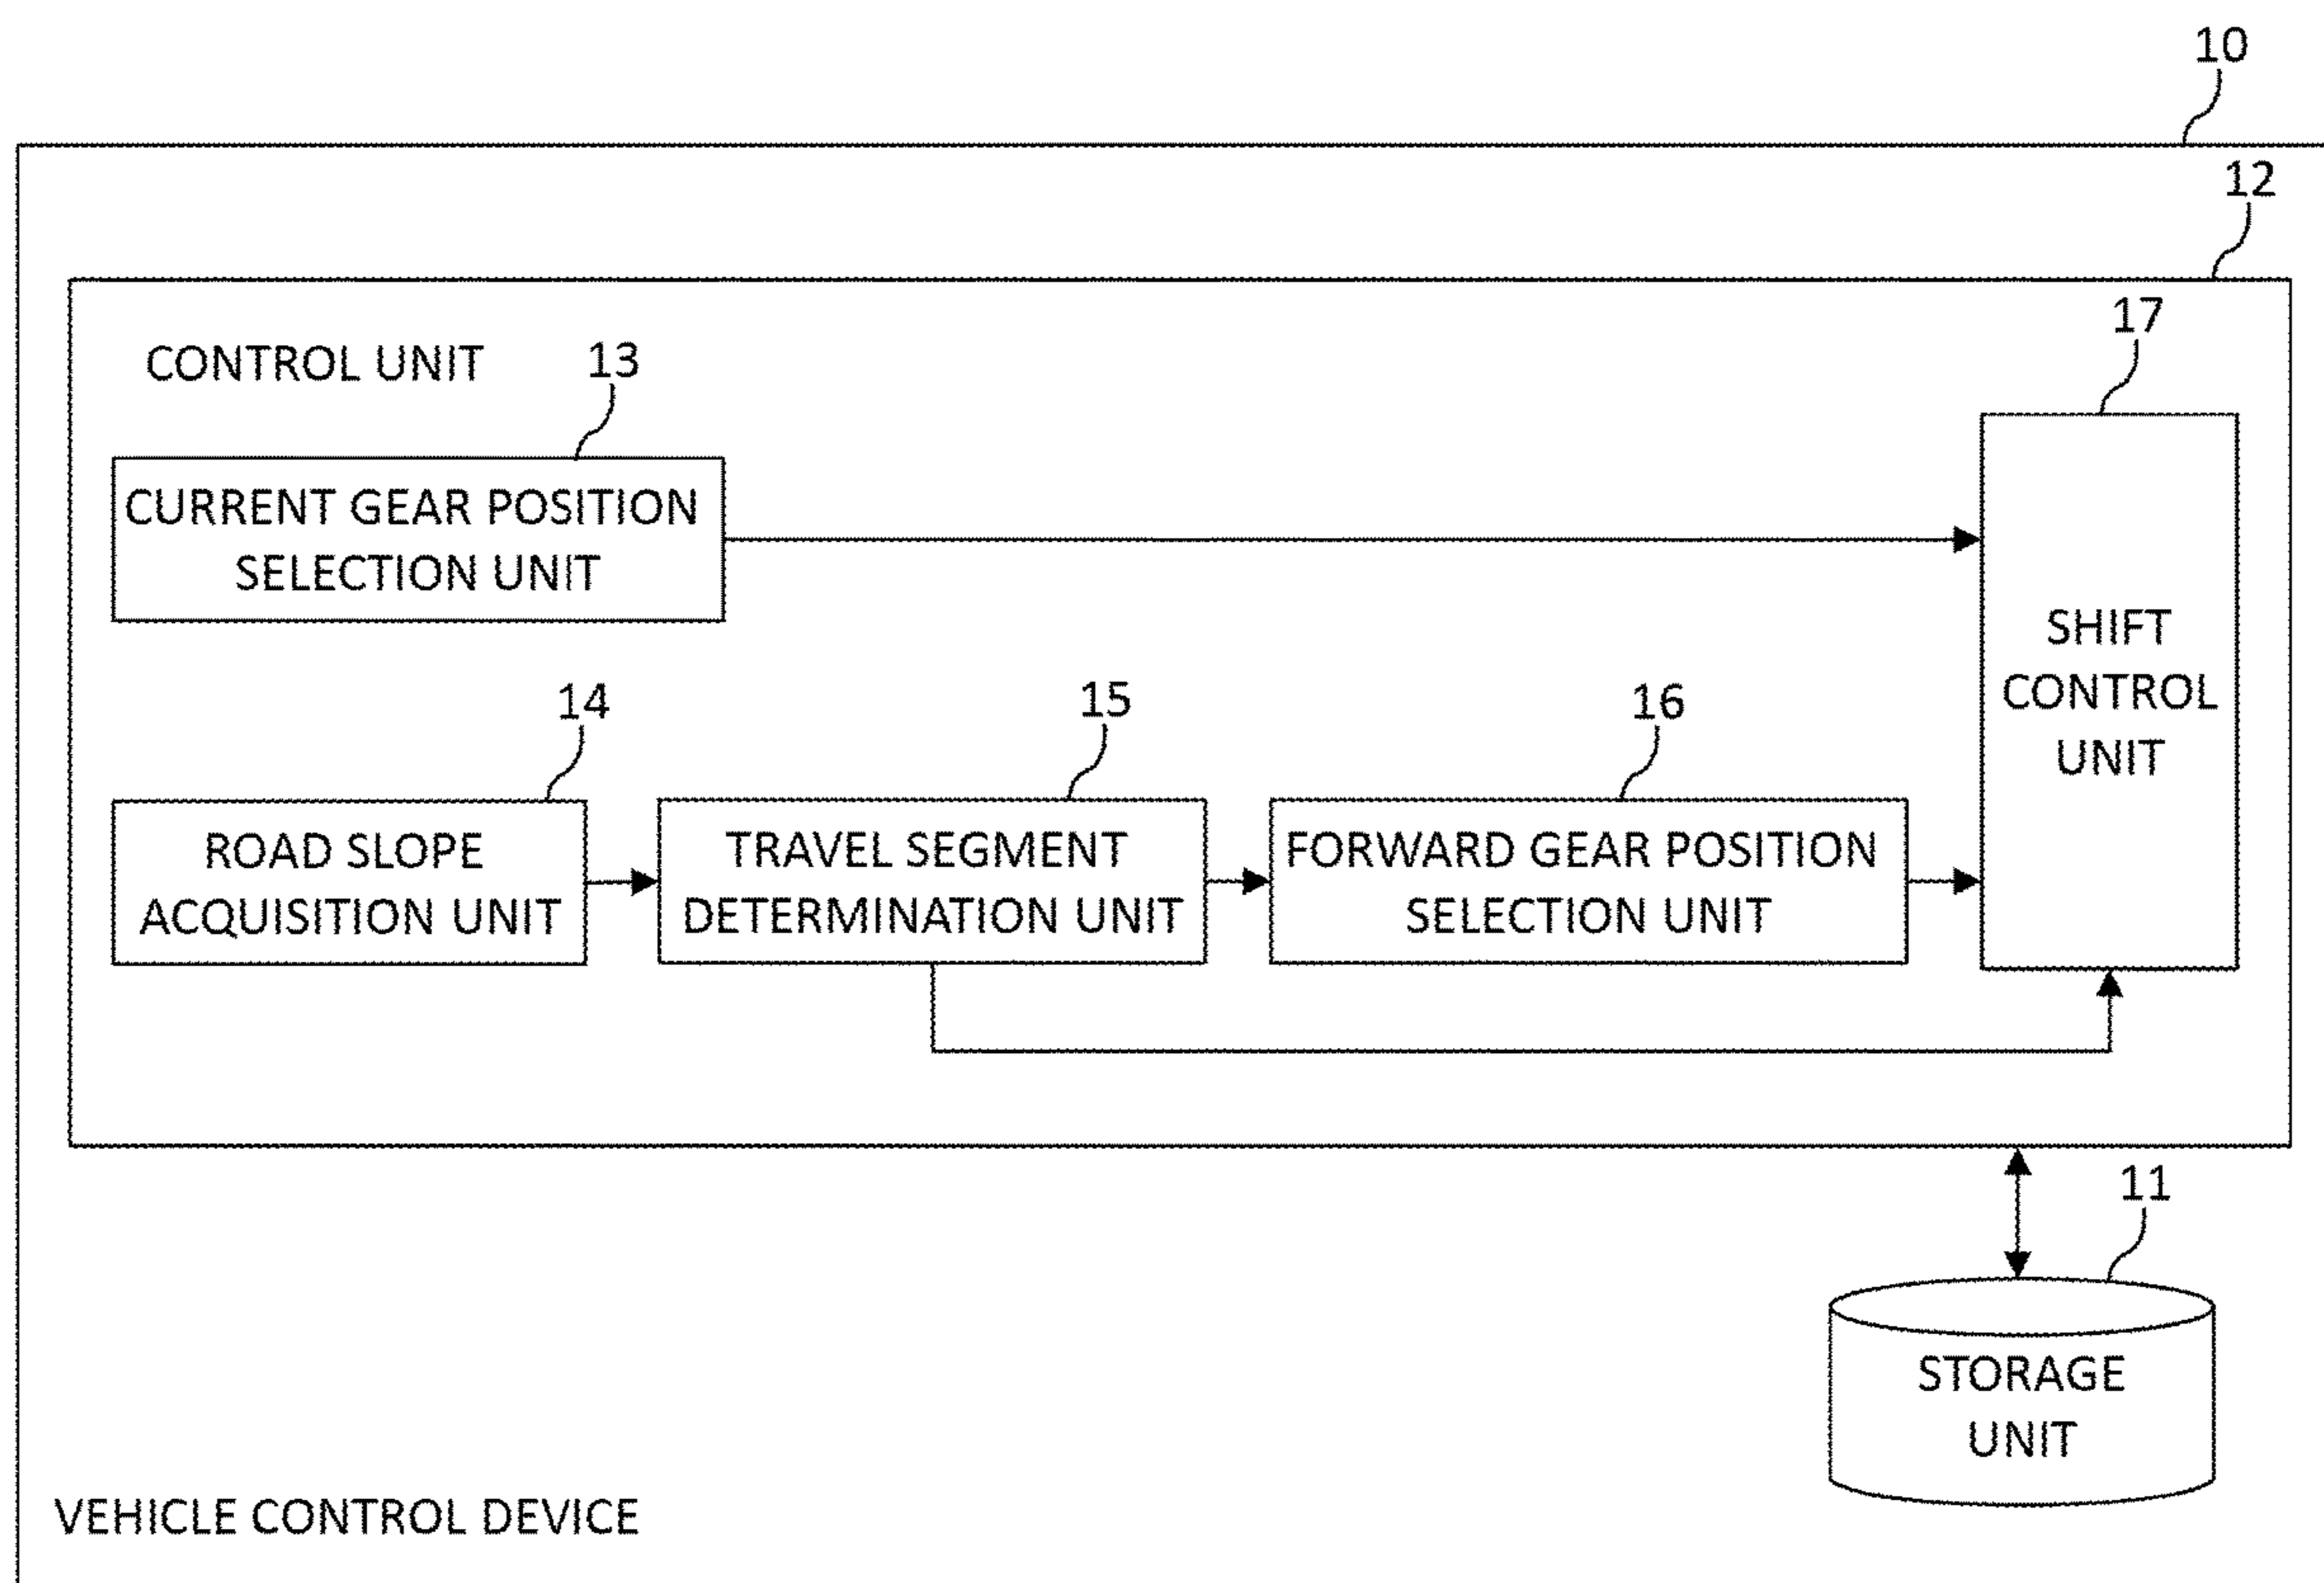 10
12
17
CONTROL UNIT
13
CURRENT GEAR POSITION
SELECTION UNIT
SHIFT
CONTROL
UNIT
14
15
16
ROAD SLOPE
ACQUISITION UNIT
TRAVEL SEGMENT
DETERMINATION UNIT
FORWARD GEAR POSITION
SELECTION UNIT
11
STORAGE
UNIT
VEHICLE CONTROL DEVICE